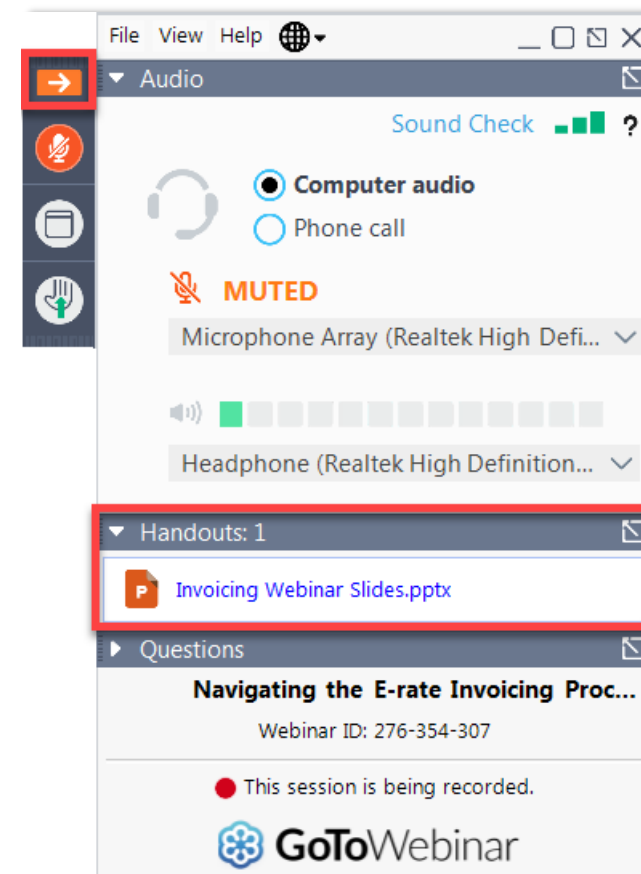 File View Help
Audio
Sound Check ?
Computer audio
Phone call
MUTED
Microphone Array (Realtek High Defi...
Headphone (Realtek High Definition...
Handouts: 1
P Invoicing Webinar Slides.pptx
Questions
Navigating the E-rate Invoicing Proc...
Webinar ID: 276-354-307
This session is being recorded.
GoToWebinar